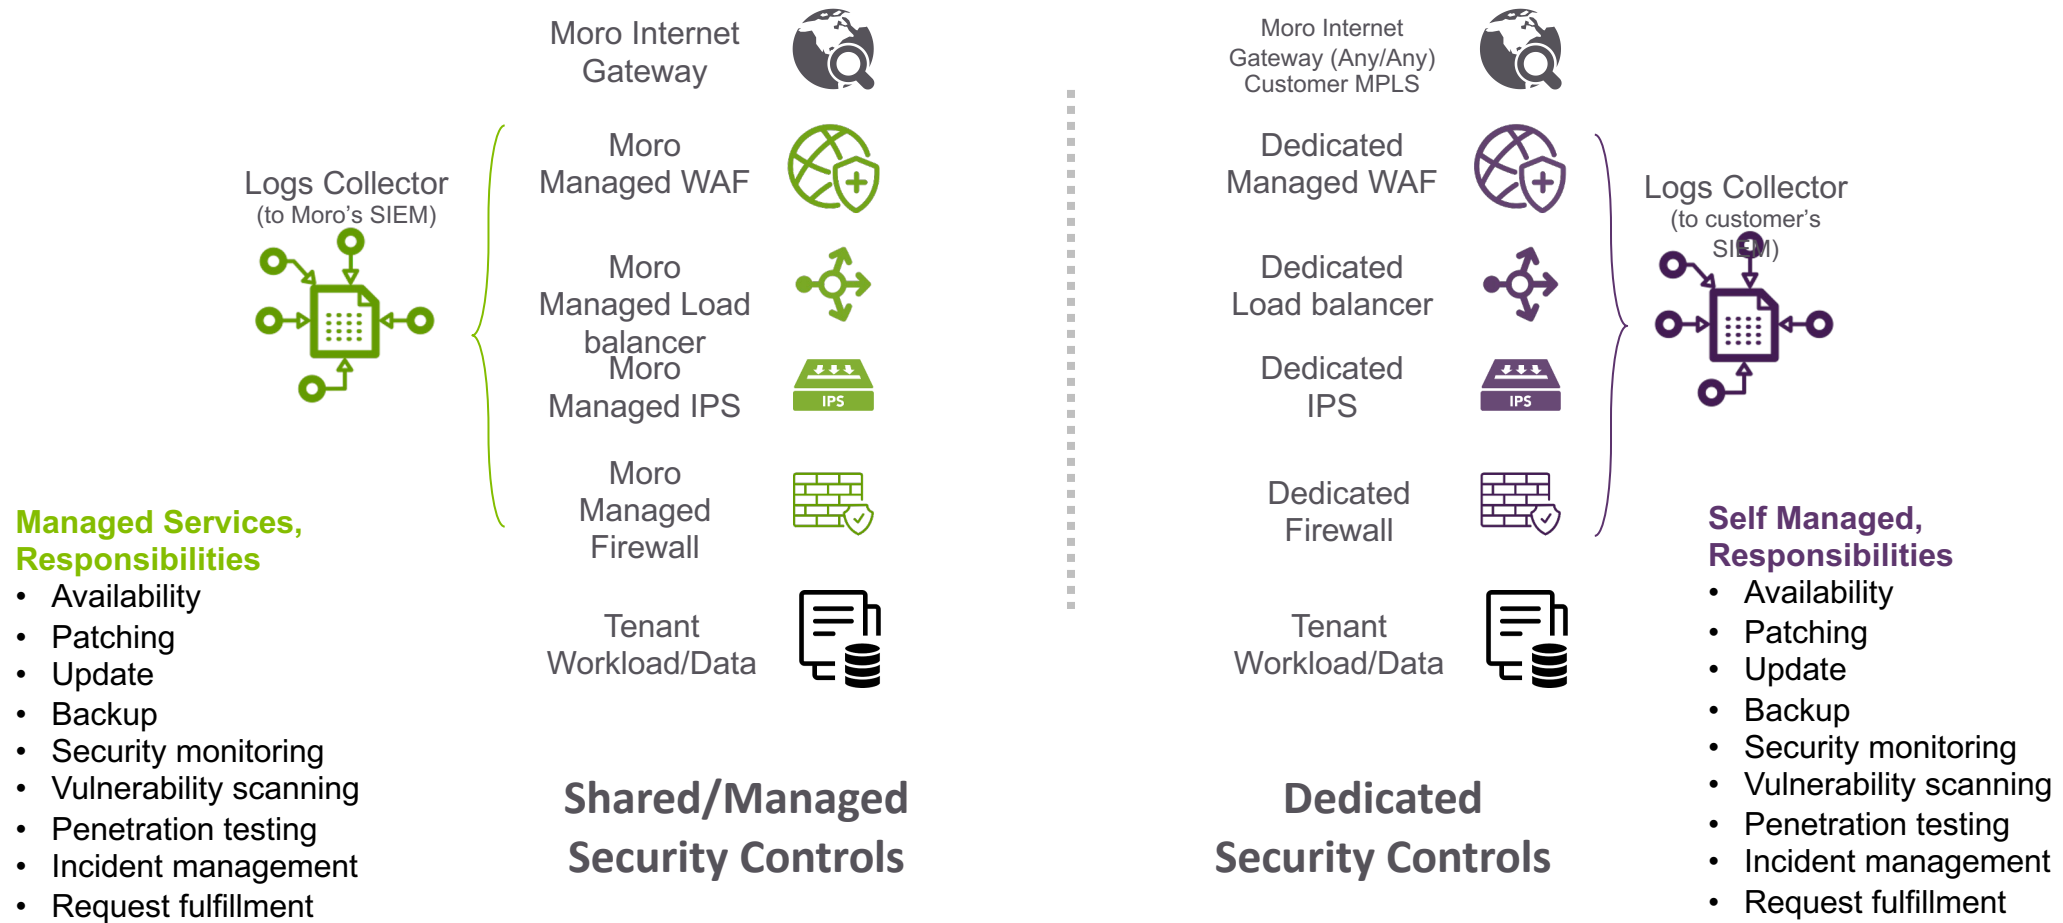 Moro Internet
Gateway
Moro
Managed WAF
Logs Collector
(to Moro’s SIEM)
Moro
Managed Load
balancer
Moro
Managed IPS
IPS
Moro
Managed
Firewall
Tenant
Workload/Data
Managed Services,
Responsibilities
• Availability
• Patching
• Update
• Backup
• Security monitoring
• Vulnerability scanning
• Penetration testing
• Incident management
• Request fulfillment
Shared/Managed
Security Controls
Moro Internet
Gateway (Any/Any)
Customer MPLS
Dedicated
Managed WAF
Logs Collector
(to customer’s
SIEM)
Dedicated
Load balancer
Dedicated
IPS
IPS
Dedicated
Firewall
Tenant
Workload/Data
Self Managed,
Responsibilities
• Availability
• Patching
• Update
• Backup
• Security monitoring
• Vulnerability scanning
• Penetration testing
• Incident management
• Request fulfillment
Dedicated
Security Controls